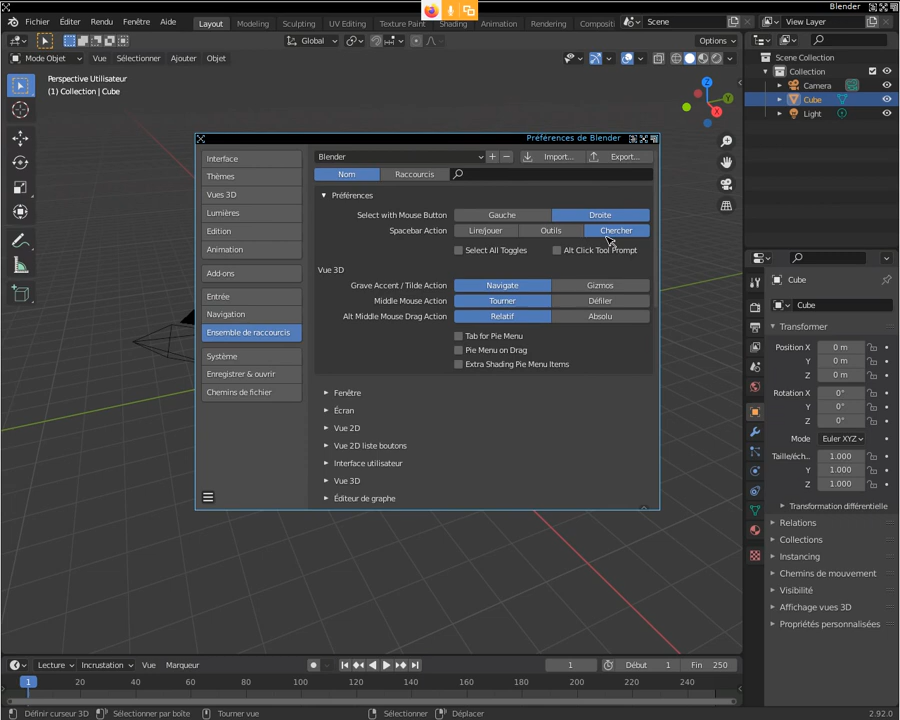 Blender
Fichier Éditer Rendu Fenêtre Aide Layout Modeling Sculpting UV Editing Texture Paint Shading Animation Rendering Compositi Scene View Layer
Global Options
Mode Objet Vue Sélectionner Ajouter Objet
Perspective Utilisateur
(1) Collection | Cube
Z
Y
X
Scene Collection
Collection
Camera
Cube
Light
Préférences de Blender
Interface
Thèmes
Vues 3D
Lumières
Edition
Animation
Add-ons
Entrée
Navigation
Ensemble de raccourcis
Système
Enregistrer & ouvrir
Chemins de fichier
Blender Import... Export...
Nom Raccourcis
Préférences
Select with Mouse Button Gauche Droite
Spacebar Action Lire/jouer Outils Chercher
Select All Toggles Alt Click Tool Prompt
Vue 3D
Grave Accent / Tilde Action Navigate Gizmos
Middle Mouse Action Tourner Défiler
Alt Middle Mouse Drag Action Relatif Absolu
Tab for Pie Menu
Pie Menu on Drag
Extra Shading Pie Menu Items
Fenêtre
Écran
Vue 2D
Vue 2D liste boutons
Interface utilisateur
Vue 3D
Éditeur de graphe
Cube
Cube
Transformer
Position X 0 m
Y 0 m
Z 0 m
Rotation X 0°
Y 0°
Z 0°
Mode Euler XYZ
Taille/éch... 1.000
Y 1.000
Z 1.000
Transformation différentielle
Relations
Collections
Instancing
Chemins de mouvement
Visibilité
Affichage vues 3D
Propriétés personnalisées
Lecture Incrustation Vue Marqueur 1 Début 1 Fin 250
1 20 40 60 80 100 120 140 160 180 200 220 240
Définir curseur 3D Sélectionner par boîte Tourner vue Sélectionner Déplacer 2.92.0